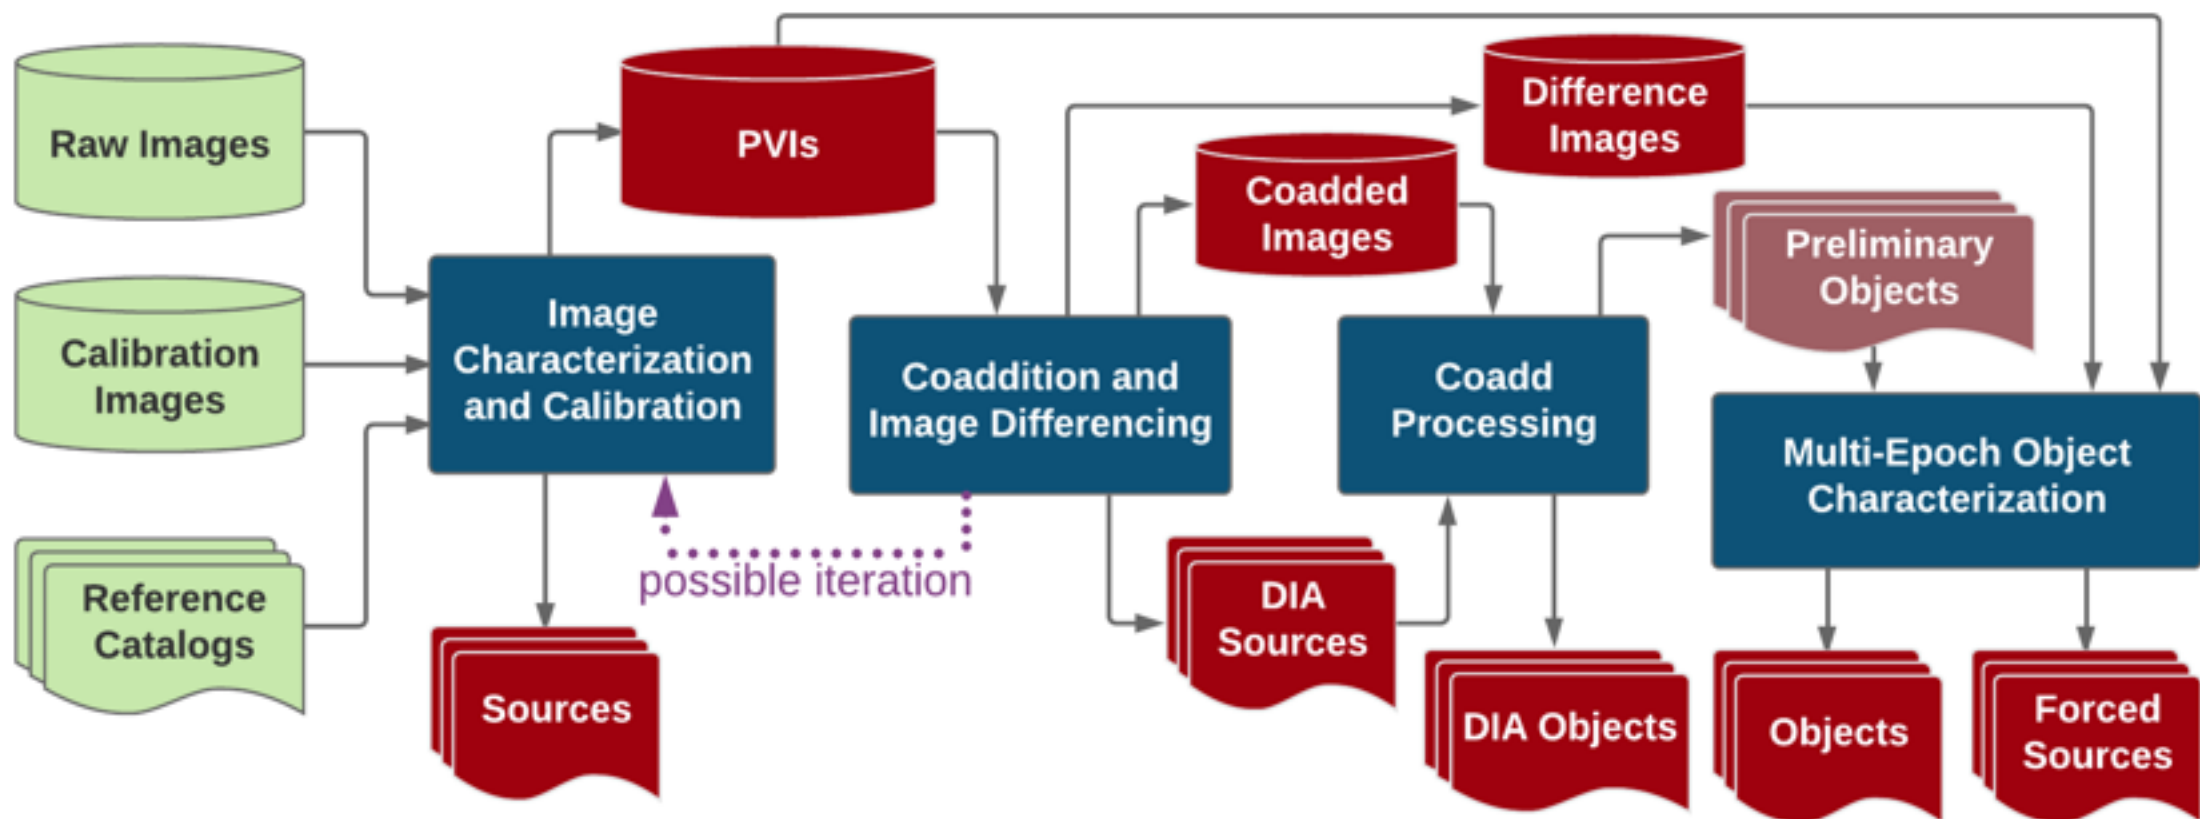 Raw Images
Calibration
Images
Reference
Catalogs
Image
Characterization
and Calibration
Sources
PVIs
possible iteration
Coaddition and
Image Differencing
Coadded
Images
Difference
Images
DIA
Sources
Coadd
Processing
DIA Objects
Preliminary
Objects
Multi-Epoch Object
Characterization
Objects
Forced
Sources